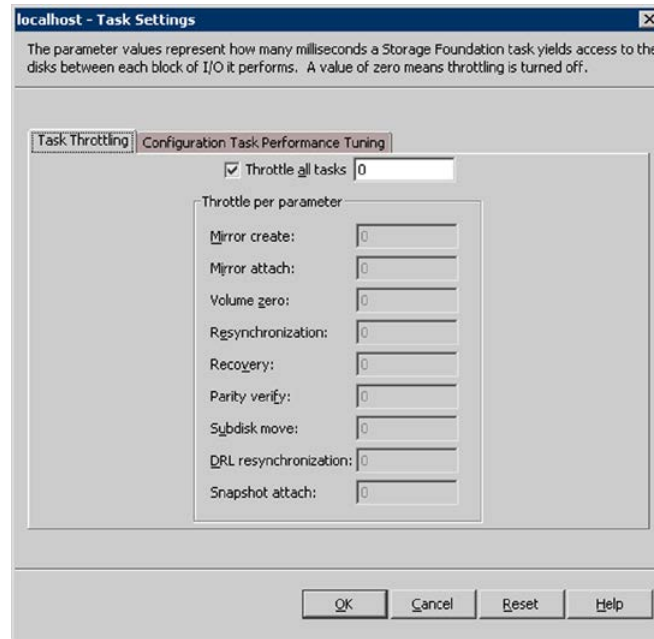 localhost - Task Settings
The parameter values represent how many milliseconds a Storage Foundation task yields access to the
disks between each block of I/O it performs. A value of zero means throttling is turned off.
Task Throttling Configuration Task Performance Tuning
Throttle all tasks 0
Throttle per parameter
Mirror create: 0
Mirror attach: 0
Volume zero: 0
Resynchronization: 0
Recovery: 0
Parity verify: 0
Subdisk move: 0
DRL resynchronization: 0
Snapshot attach: 0
OK Cancel Reset Help